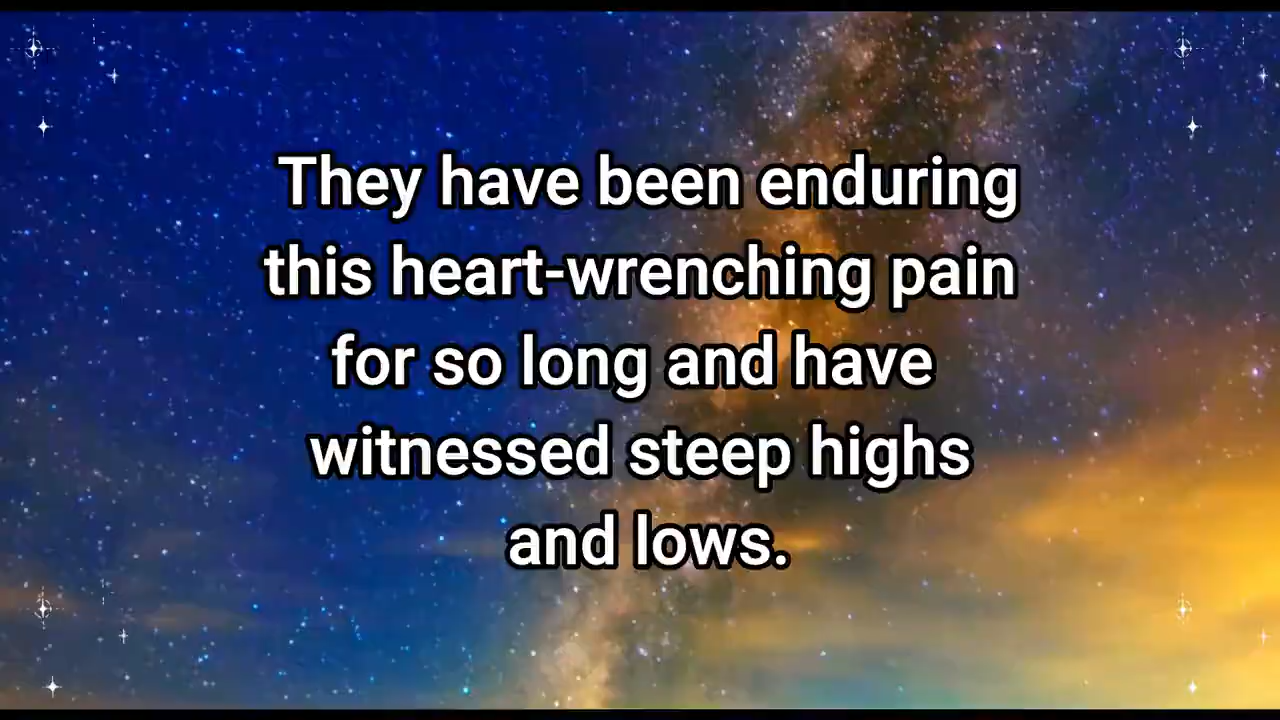 They have been enduring
this heart-wrenching pain
for so long and have
witnessed steep highs
and lows.